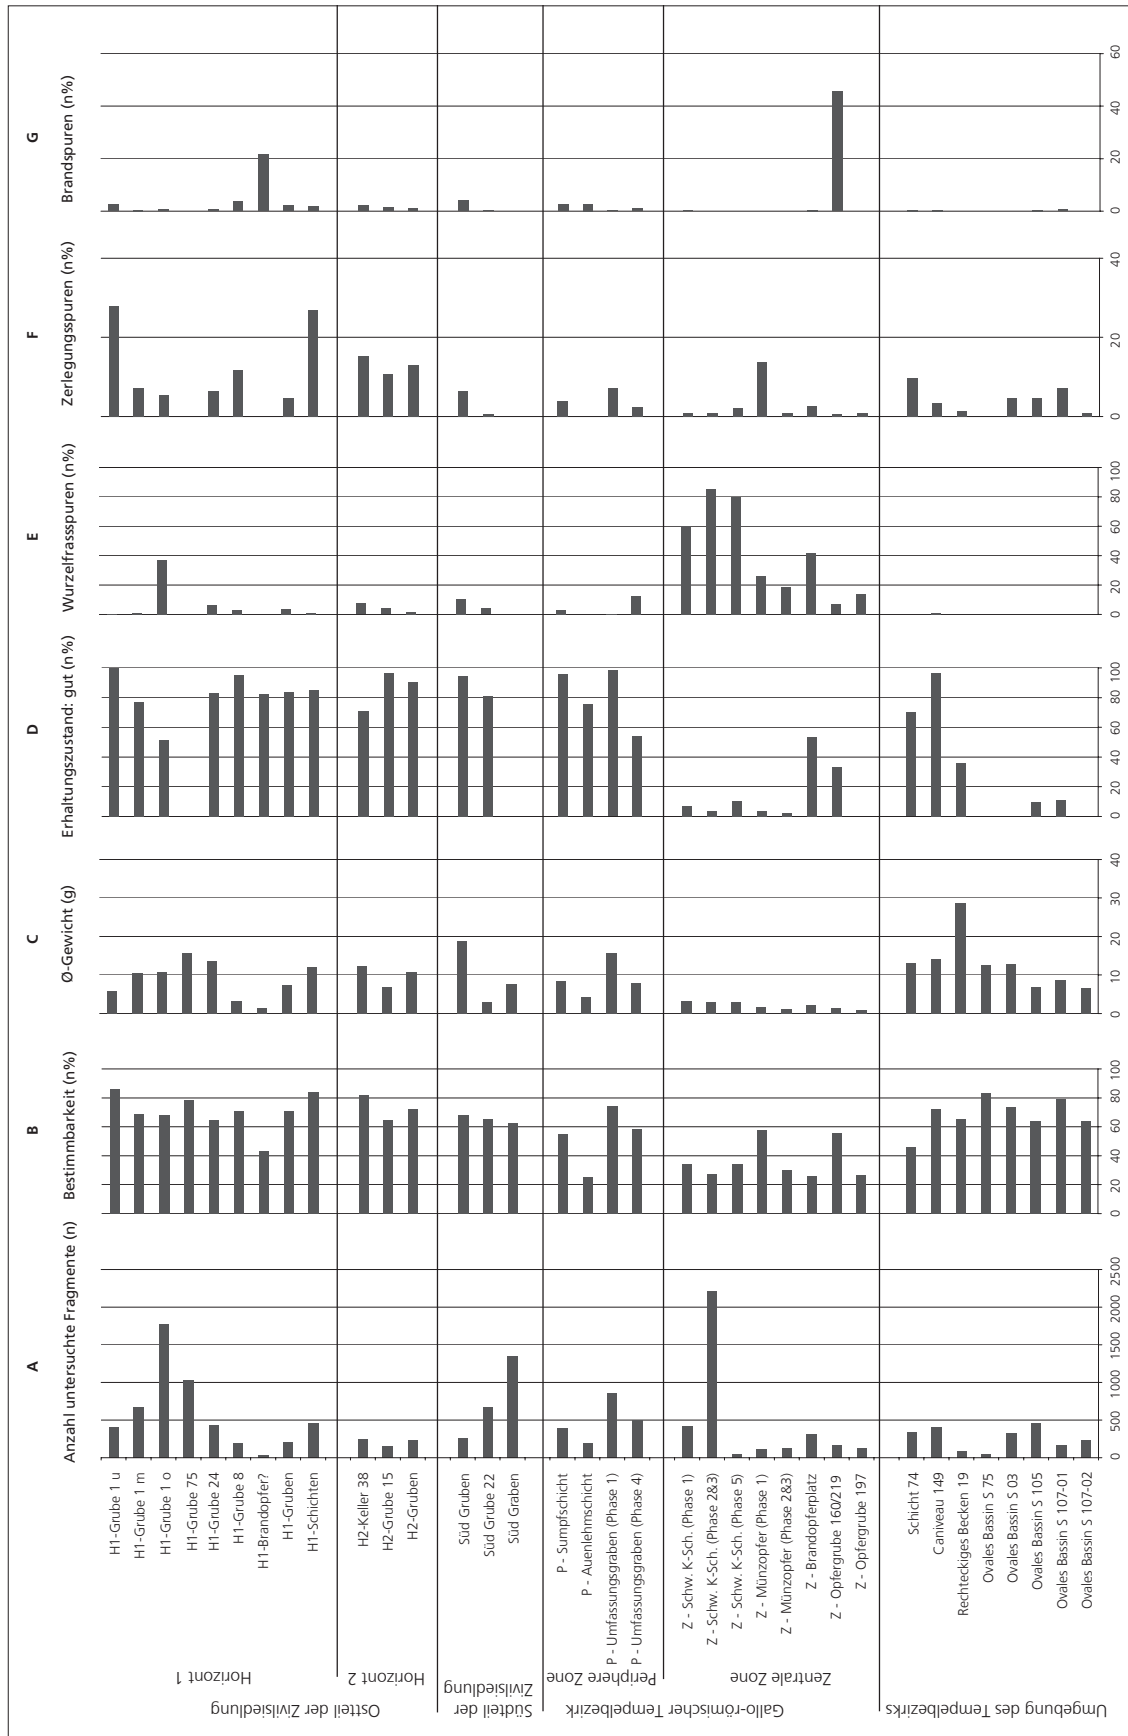 A
B
C
D
E
F
G
Anzahl untersuchte Fragmente (n)
Bestimmbarkeit (n%)
Ø-Gewicht (g)
Erhaltungszustand: gut (n%)
Wurzelfrassspuren (n%)
Zerlegungsspuren (n%)
Brandspuren (n%)
Ostteil der Zivilsiedlung
Horizont 1
H1-Grube 1 u
H1-Grube 1 m
H1-Grube 1 o
H1-Grube 75
H1-Grube 24
H1-Grube 8
H1-Brandopfer?
H1-Gruben
H1-Schichten
Horizont 2
H2-Keller 38
H2-Grube 15
H2-Gruben
Südteil der
Zivilsiedlung
Süd Gruben
Süd Grube 22
Süd Graben
Gallo-römischer Tempelbezirk
Periphere Zone
P - Sumpfschicht
P - Auenlehmschicht
P - Umfassungsgraben (Phase 1)
P - Umfassungsgraben (Phase 4)
Zentrale Zone
Z - Schw. K-Sch. (Phase 1)
Z - Schw. K-Sch. (Phase 2&3)
Z - Schw. K-Sch. (Phase 5)
Z - Münzopfer (Phase 1)
Z - Münzopfer (Phase 2&3)
Z - Brandopferplatz
Z - Opfergrube 160/219
Z - Opfergrube 197
Umgebung des Tempelbezirks
Schicht 74
Caniveau 149
Rechteckiges Becken 19
Ovales Bassin S 75
Ovales Bassin S 03
Ovales Bassin S 105
Ovales Bassin S 107-01
Ovales Bassin S 107-02
0 500 1000 1500 2000 2500
0 20 40 60 80 100
0 10 20 30 40
0 20 40 60 80 100
0 20 40 60 80 100
0 20 40
0 20 40 60